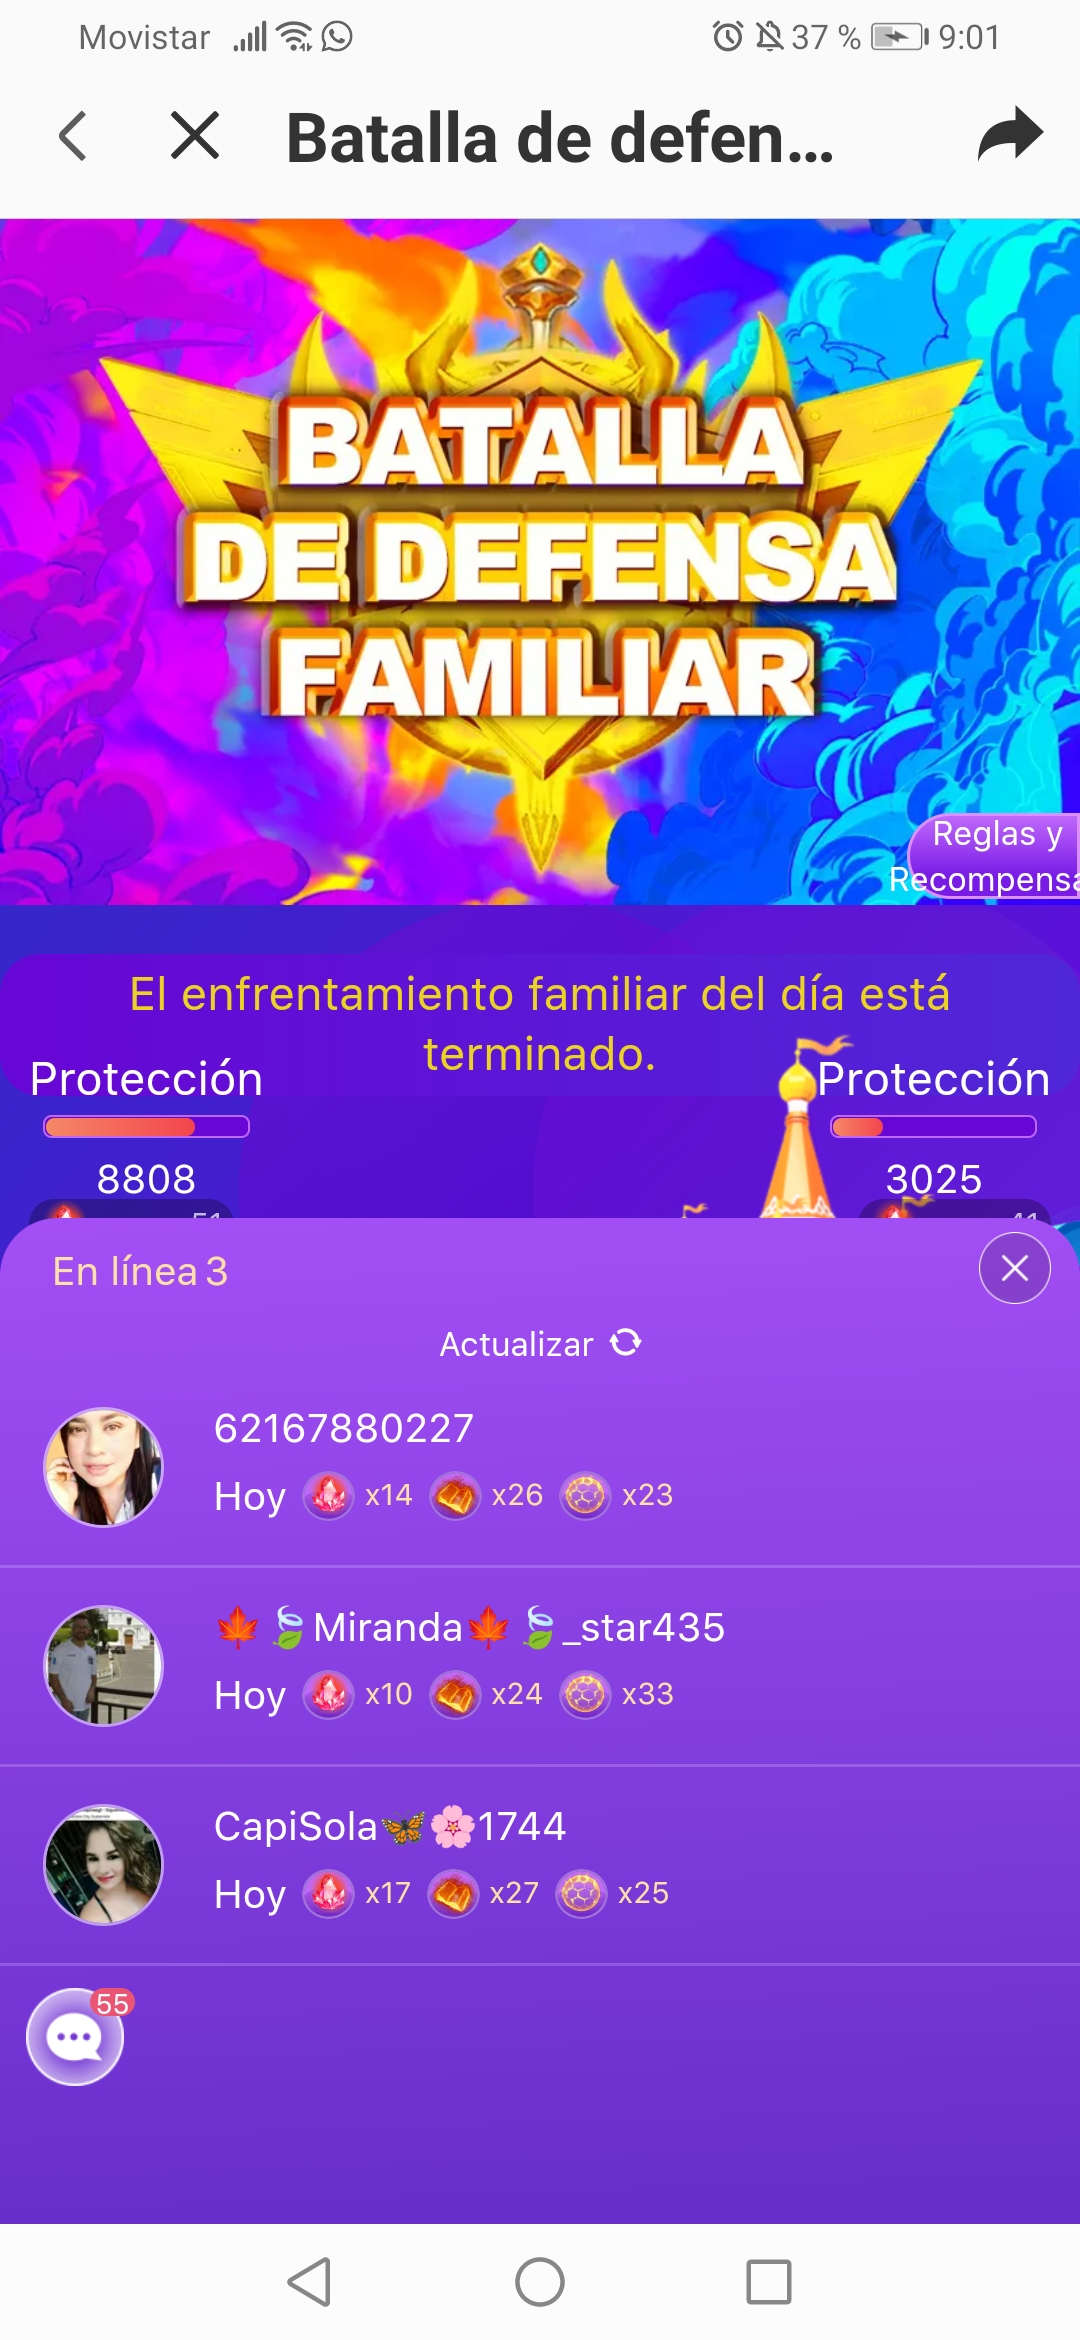 Movistar 37 % 9:01
Batalla de defen...
BATALLA
DE DEFENSA
FAMILIAR
Reglas y
Recompensa
El enfrentamiento familiar del día está
terminado.
Protección Protección
8808 3025
En línea 3
Actualizar
62167880227
Hoy x14 x26 x23
🍁🍃Miranda🍁🍃_star435
Hoy x10 x24 x33
CapiSola🦋🌸1744
Hoy x17 x27 x25
55